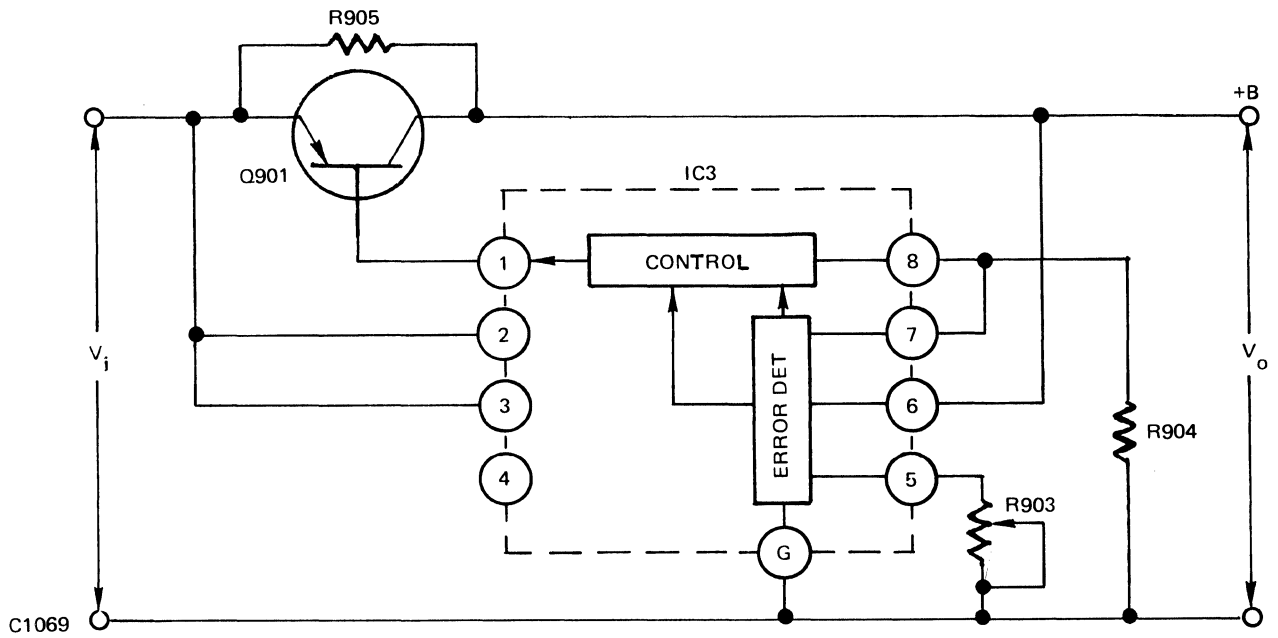 R905
+B
Q901
IC3
1
CONTROL
8
2
7
Vi
3
ERROR DET
6
Vo
R904
4
5
R903
G
C1069